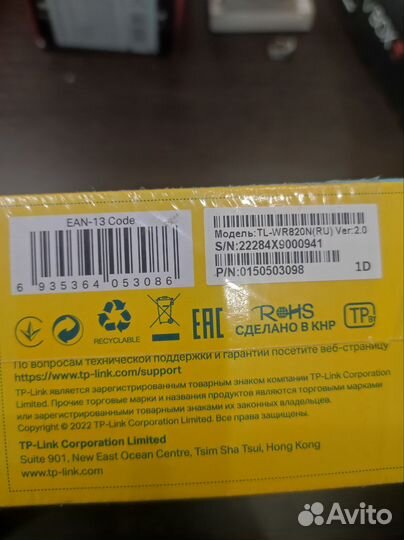 EAN-13 Code
6 935364 053086
Модель:TL-WR820N(RU) Ver:2.0
S/N:22284X9000941
P/N:0150503098 1D
RECYCLABLE
EAC
RoHS
СДЕЛАНО В КНР
TP
По вопросам технической поддержки и гарантии посетите веб-страницу
https://www.tp-link.com/support
TP-Link является зарегистрированным товарным знаком компании TP-Link Corporation
Limited. Прочие торговые марки и названия продуктов являются торговыми марками
или зарегистрированными товарными знаками их законных владельцев.
Copyright © 2022 TP-Link Corporation Limited. Все права защищены.
TP-Link Corporation Limited
Suite 901, New East Ocean Centre, Tsim Sha Tsui, Hong Kong
www.tp-link.com
Avito